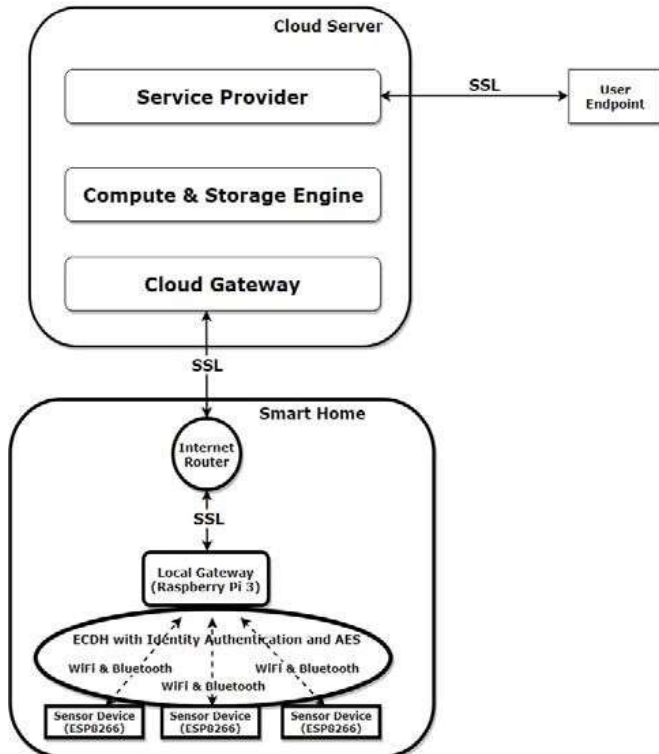 Cloud Server
Service Provider
SSL
User
Endpoint
Compute & Storage Engine
Cloud Gateway
SSL
Smart Home
Internet
Router
SSL
Local Gateway
(Raspberry Pi 3)
ECDH with Identity Authentication and AES
WiFi & Bluetooth
WiFi & Bluetooth
WiFi & Bluetooth
Sensor Device
(ESP8266)
Sensor Device
(ESP8266)
Sensor Device
(ESP8266)